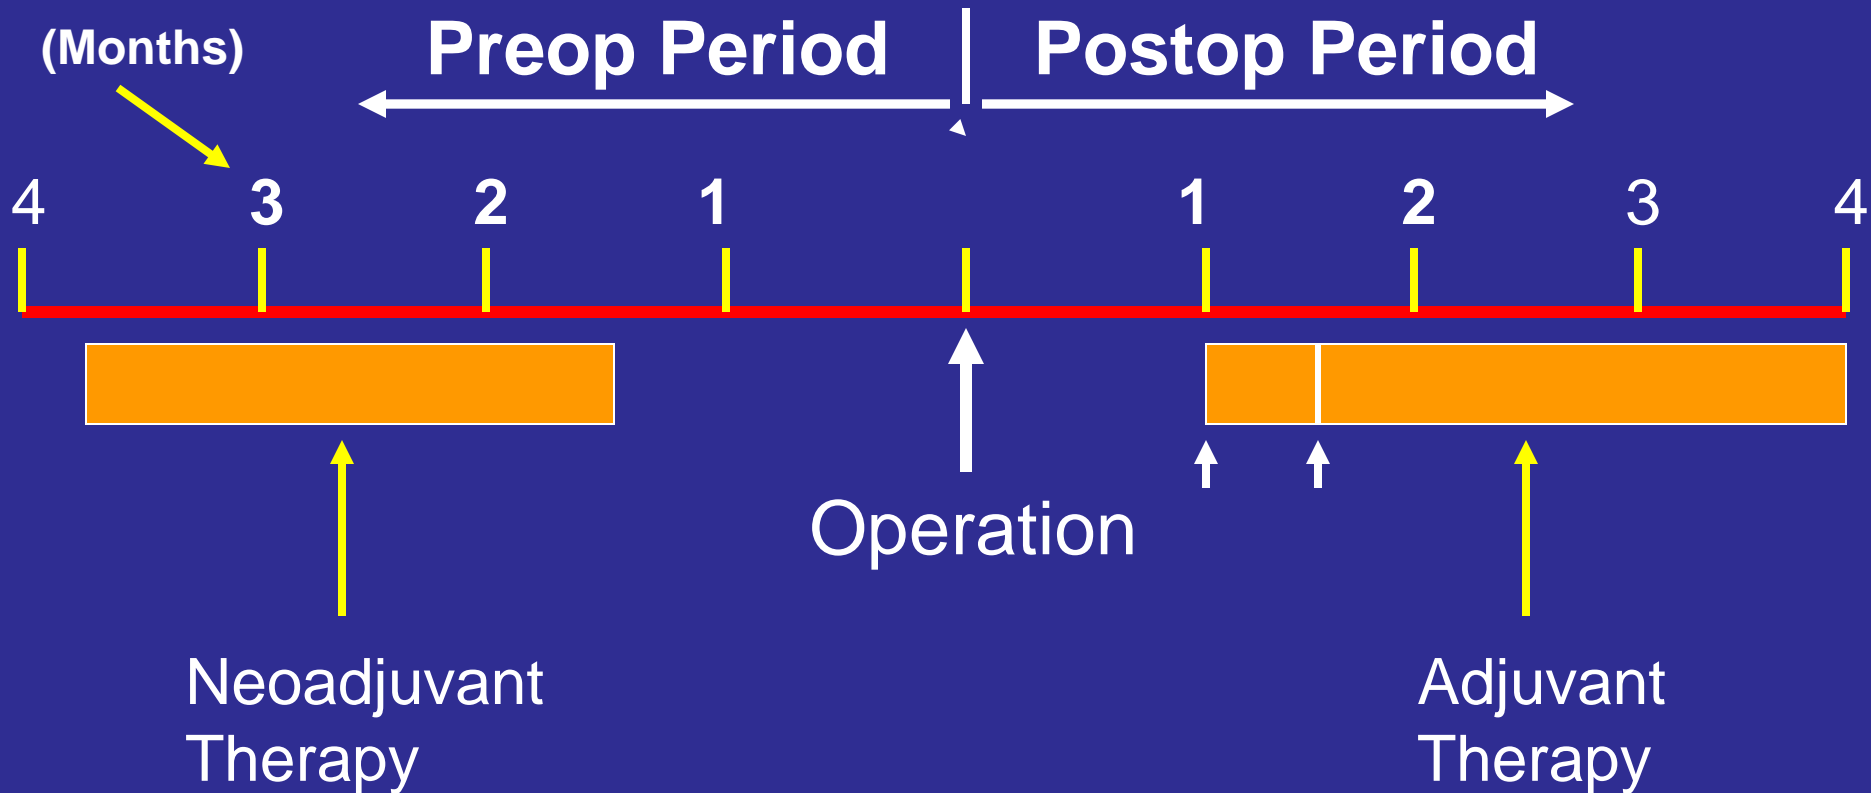 (Months)
Preop Period
Postop Period
4 3 2 1 1 2 3 4
Operation
Neoadjuvant
Therapy
Adjuvant
Therapy